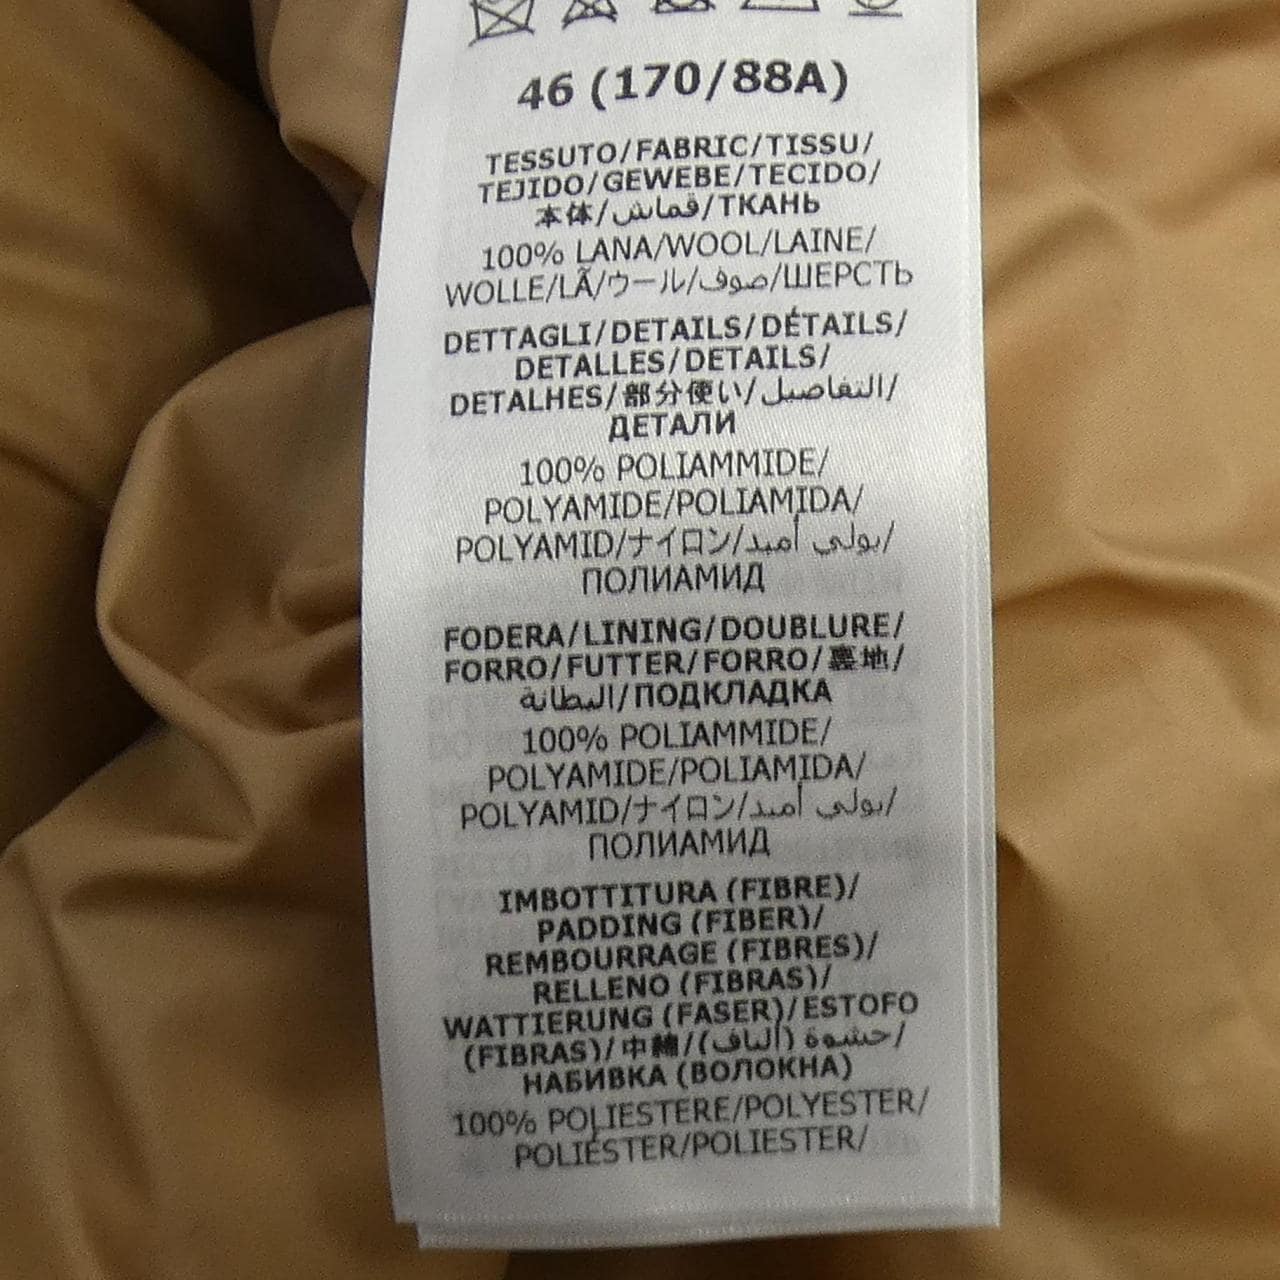 46 (170/88A)
TESSUTO/FABRIC/TISSU/
TEJIDO/GEWEBE/TECIDO/
本体/قماش/ТКАНЬ
100% LANA/WOOL/LAINE/
WOLLE/LÃ/ウール/صوف/ШЕРСТЬ
DETTAGLI/DETAILS/DÉTAILS/
DETALLES/DETAILS/
DETALHES/部分使い/التفاصيل/
ДЕТАЛИ
100% POLIAMMIDE/
POLYAMIDE/POLIAMIDA/
POLYAMID/ナイロン/بولي أميد/
ПОЛИАМИД
FODERA/LINING/DOUBLURE/
FORRO/FUTTER/FORRO/裏地/
البطانة/ПОДКЛАДКА
100% POLIAMMIDE/
POLYAMIDE/POLIAMIDA/
POLYAMID/ナイロン/بولي أميد/
ПОЛИАМИД
IMBOTTITURA (FIBRE)/
PADDING (FIBER)/
REMBOURRAGE (FIBRES)/
RELLENO (FIBRAS)/
WATTIERUNG (FASER)/ESTOFO
(FIBRAS)/中綿/حشوة (ألياف)/
НАБИВКА (ВОЛОКНА)
100% POLIESTERE/POLYESTER/
POLIÉSTER/POLIESTER/